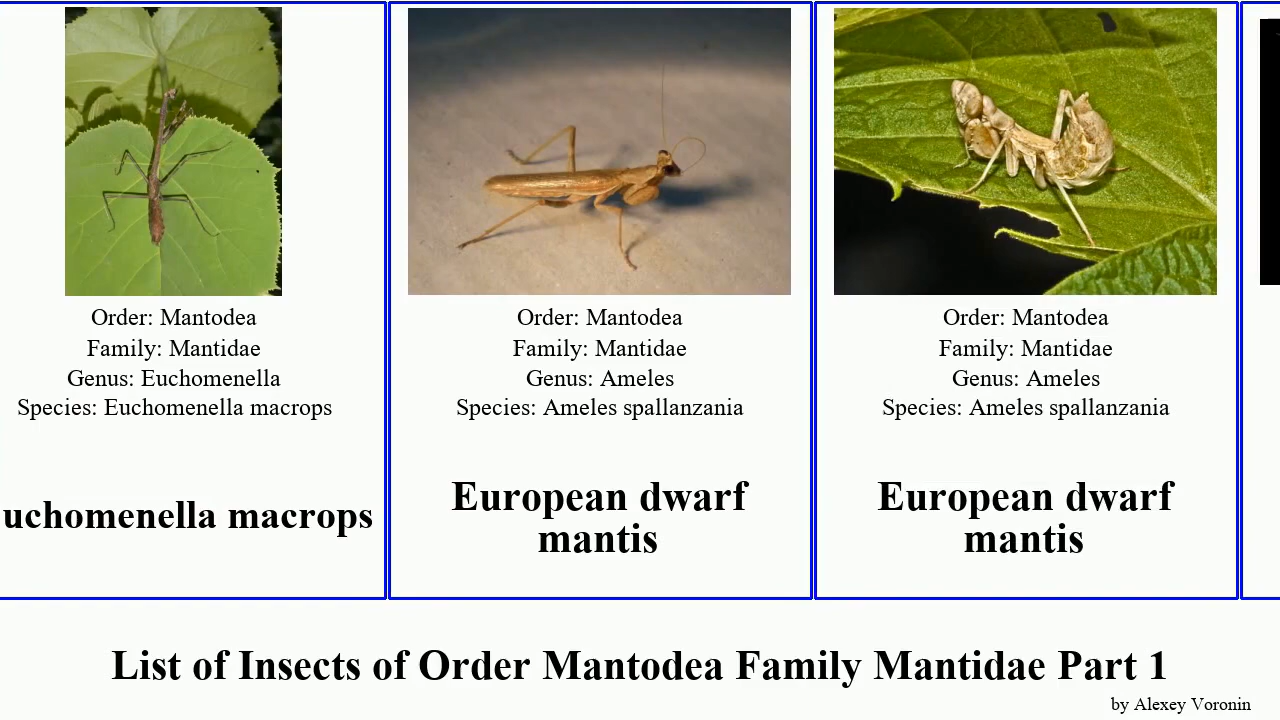 Order: Mantodea
Family: Mantidae
Genus: Euchomenella
Species: Euchomenella macrops
uchomenella macrops
Order: Mantodea
Family: Mantidae
Genus: Ameles
Species: Ameles spallanzania
European dwarf
mantis
Order: Mantodea
Family: Mantidae
Genus: Ameles
Species: Ameles spallanzania
European dwarf
mantis
List of Insects of Order Mantodea Family Mantidae Part 1
by Alexey Voronin